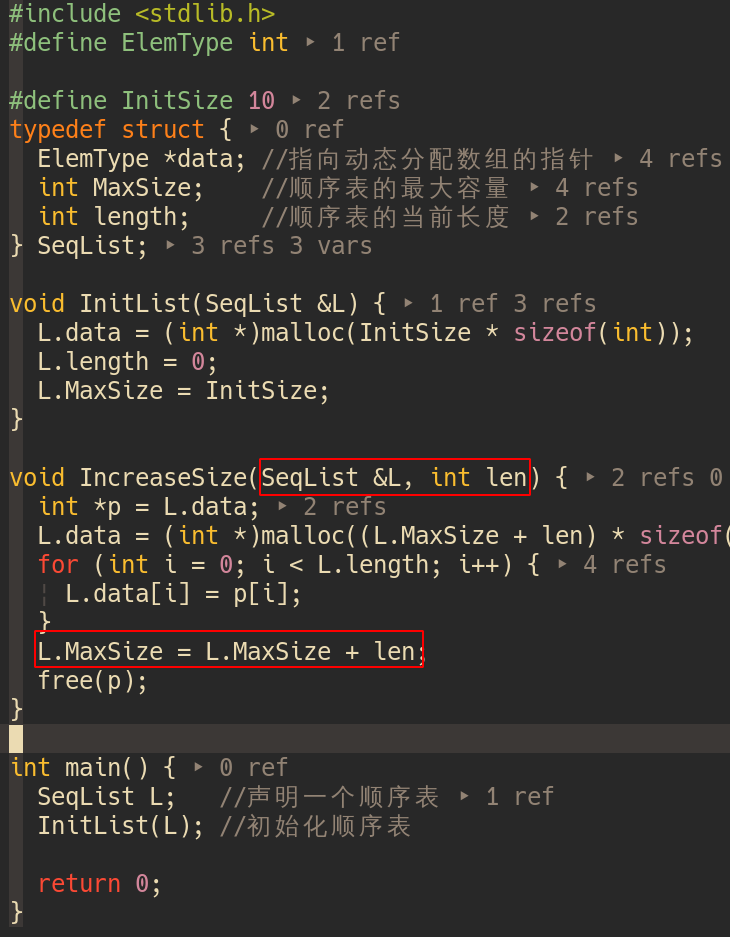 #include <stdlib.h>
#define ElemType int ▸ 1 ref
#define InitSize 10 ▸ 2 refs
typedef struct { ▸ 0 ref
ElemType *data; //指向动态分配数组的指针 ▸ 4 refs
int MaxSize; //顺序表的最大容量 ▸ 4 refs
int length; //顺序表的当前长度 ▸ 2 refs
} SeqList; ▸ 3 refs 3 vars
void InitList(SeqList &L) { ▸ 1 ref 3 refs
L.data = (int *)malloc(InitSize * sizeof(int));
L.length = 0;
L.MaxSize = InitSize;
}
void IncreaseSize(SeqList &L, int len) { ▸ 2 refs 0
int *p = L.data; ▸ 2 refs
L.data = (int *)malloc((L.MaxSize + len) * sizeof(
for (int i = 0; i < L.length; i++) { ▸ 4 refs
L.data[i] = p[i];
}
L.MaxSize = L.MaxSize + len;
free(p);
}
int main() { ▸ 0 ref
SeqList L; //声明一个顺序表 ▸ 1 ref
InitList(L); //初始化顺序表
return 0;
}